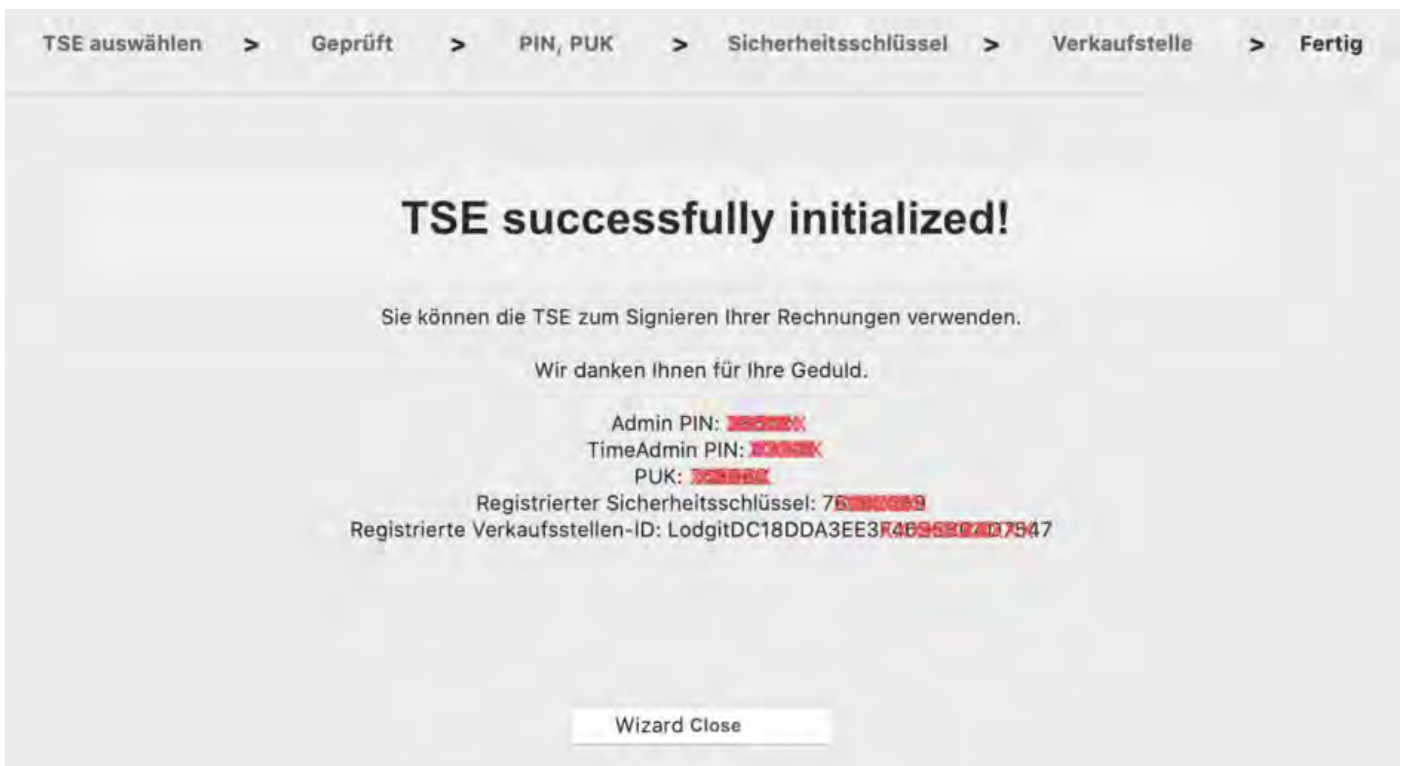 TSE auswählen > Geprüft > PIN, PUK > Sicherheitsschlüssel > Verkaufstelle > Fertig
TSE successfully initialized!
Sie können die TSE zum Signieren Ihrer Rechnungen verwenden.
Wir danken Ihnen für Ihre Geduld.
Admin PIN:
TimeAdmin PIN:
PUK:
Registrierter Sicherheitsschlüssel:
Registrierte Verkaufsstellen-ID:
Wizard Close